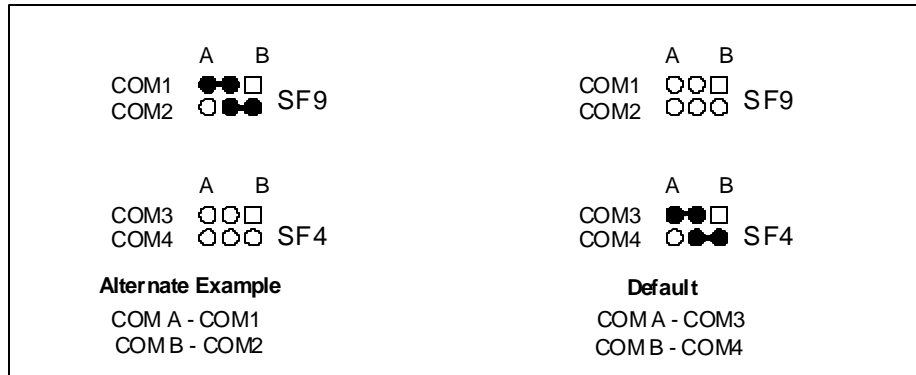 A B
COM1
COM2 SF9
A B
COM3
COM4 SF4
Alternate Example
COM A - COM1
COM B - COM2
A B
COM1
COM2 SF9
A B
COM3
COM4 SF4
Default
COM A - COM3
COM B - COM4